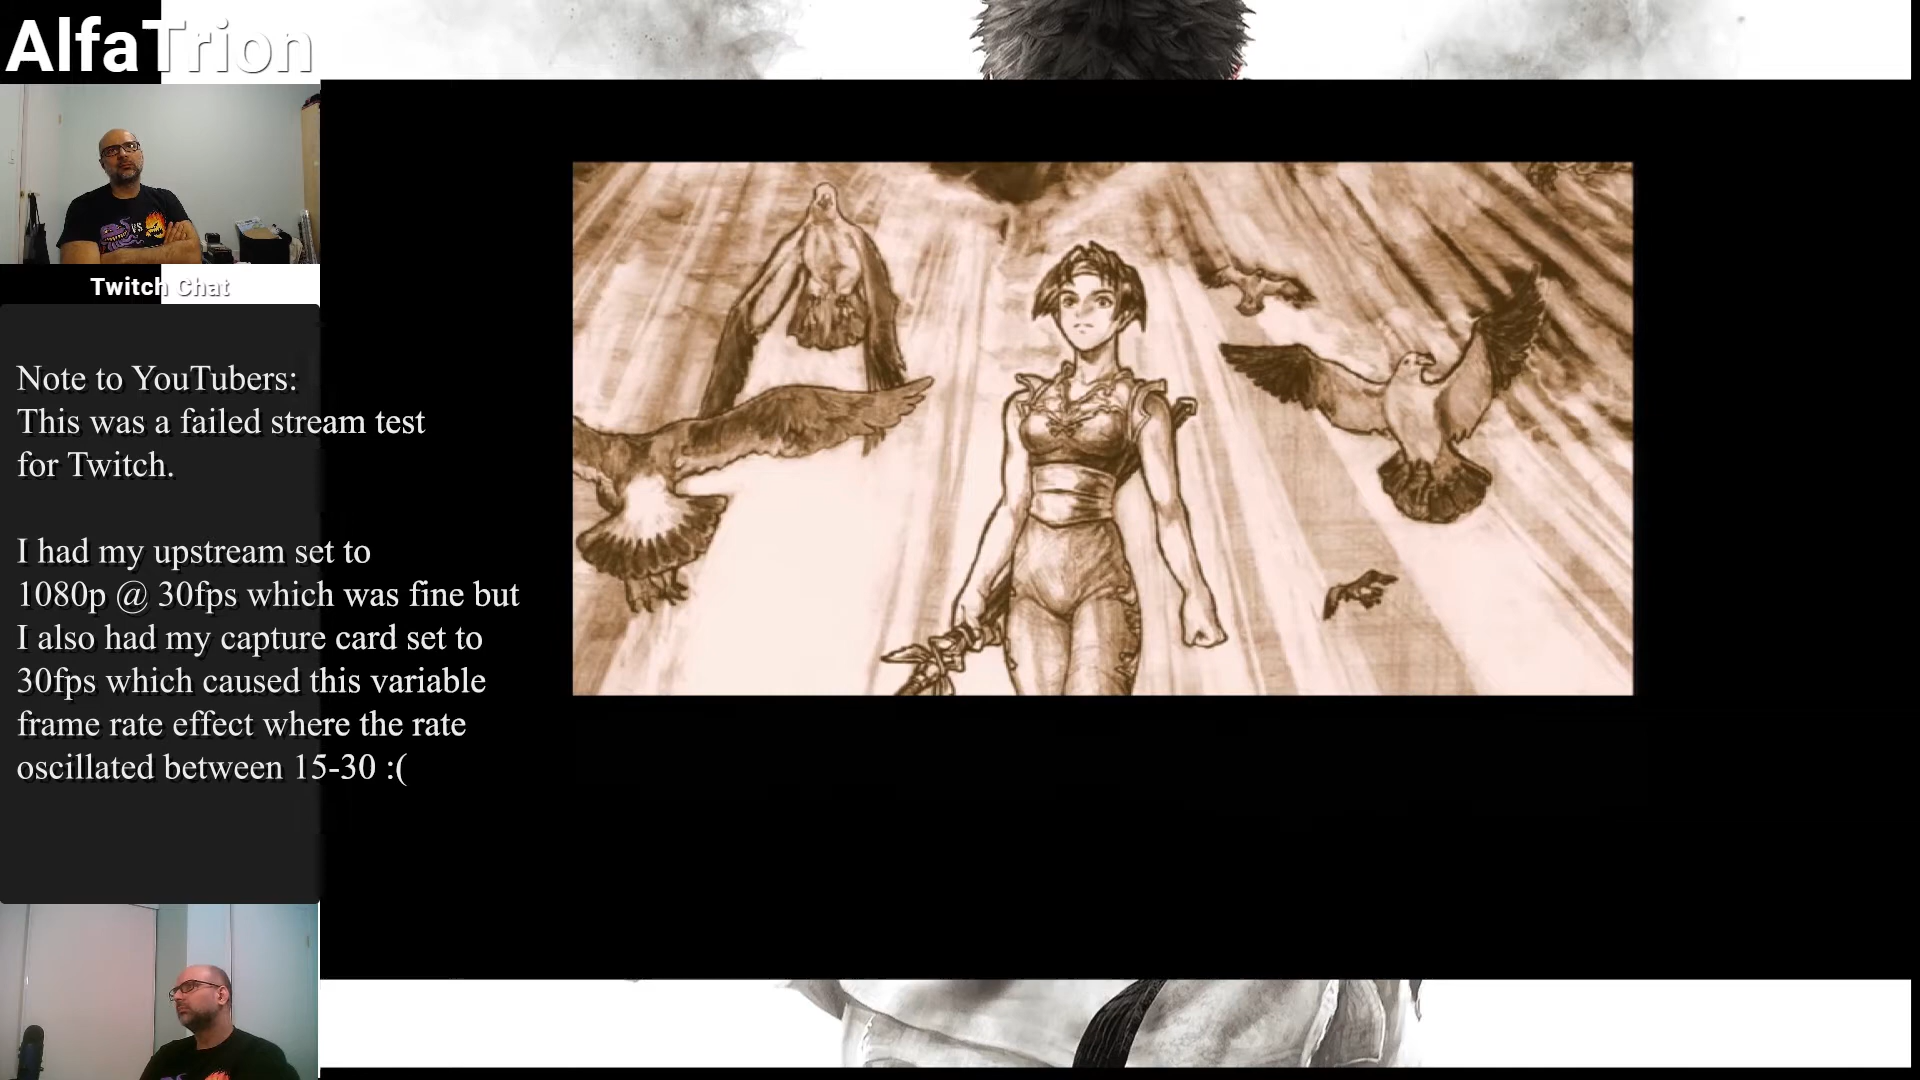 AlfaTrion
VS
Twitch Chat
Note to YouTubers:
This was a failed stream test
for Twitch.
I had my upstream set to
1080p @ 30fps which was fine but
I also had my capture card set to
30fps which caused this variable
frame rate effect where the rate
oscillated between 15-30 :(